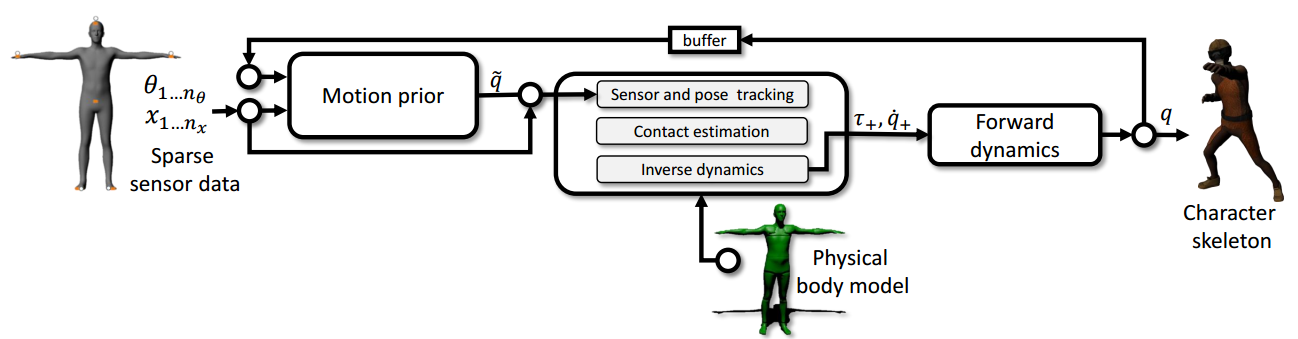 buffer
θ1…nθ
x1…nx
Sparse
sensor data
Motion prior
q̃
Sensor and pose tracking
Contact estimation
Inverse dynamics
τ+, q̇+
Forward
dynamics
q
Character
skeleton
Physical
body model